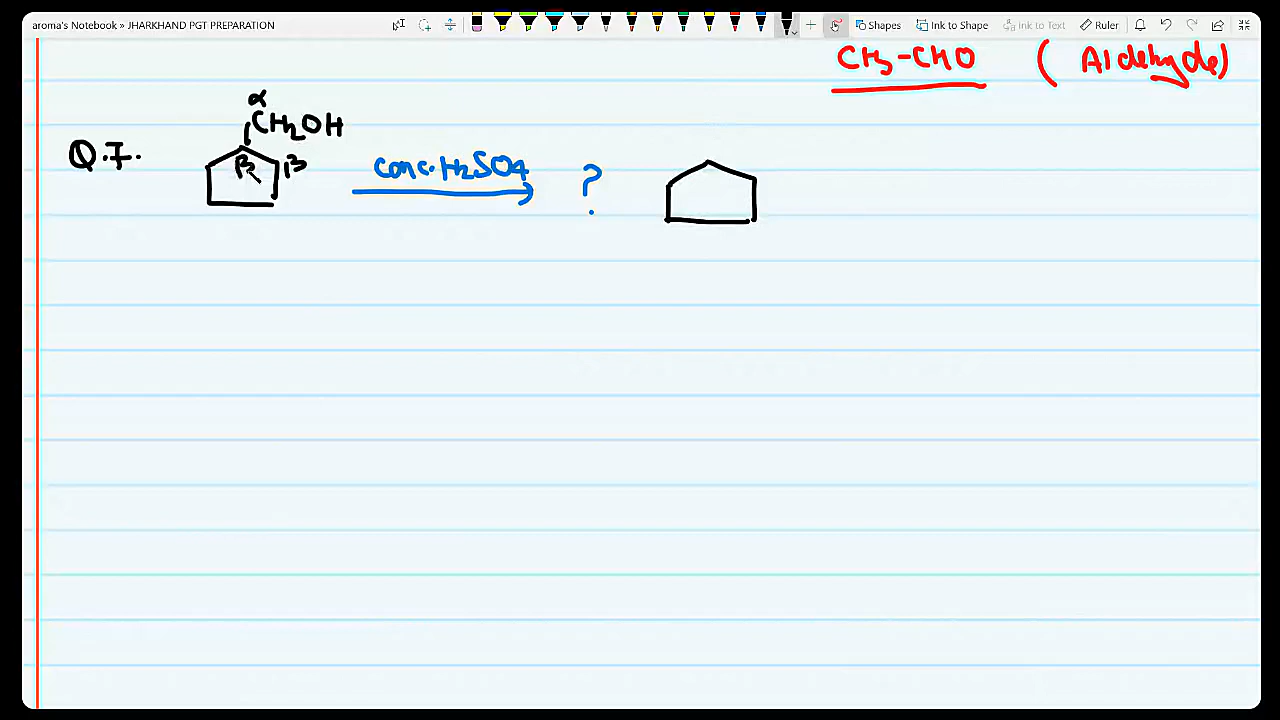 aroma's Notebook » JHARKHAND PGT PREPARATION
Shapes Ink to Shape Ink to Text Ruler
CH3-CHO (Aldehyde)
α
CH2OH
Q.7. β conc. H2SO4 ?